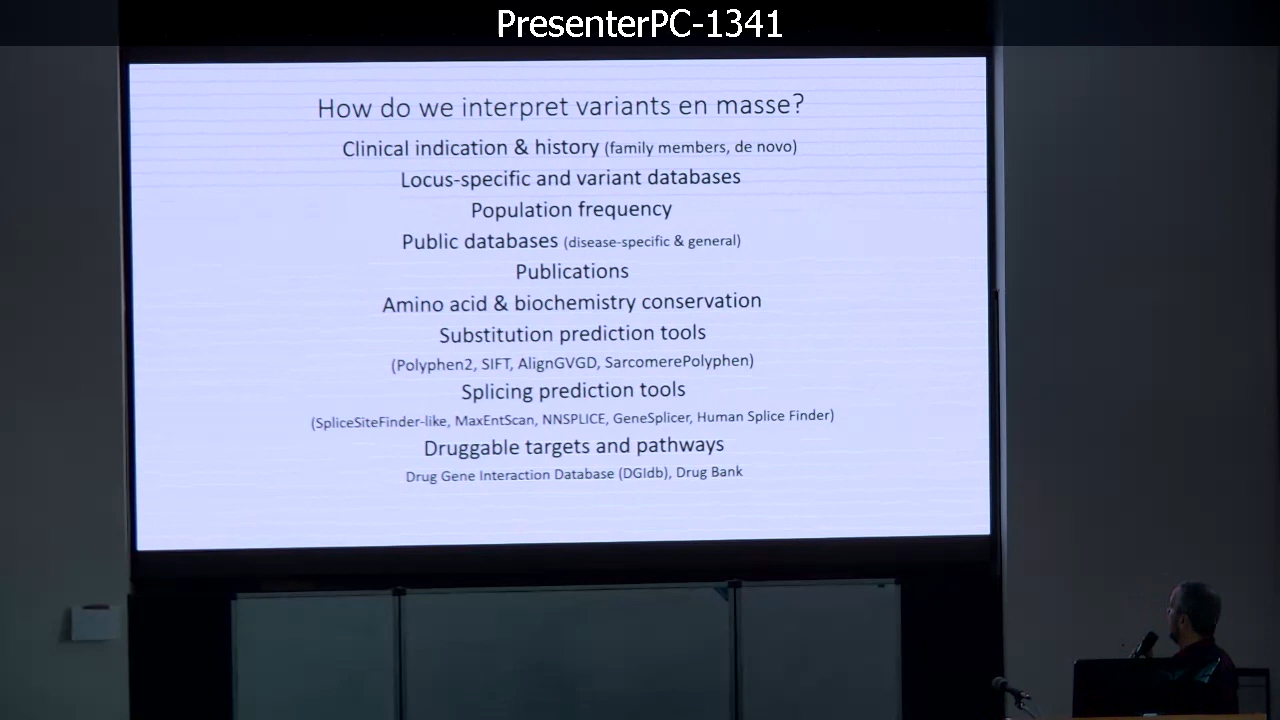 PresenterPC-1341
How do we interpret variants en masse?
Clinical indication & history (family members, de novo)
Locus-specific and variant databases
Population frequency
Public databases (disease-specific & general)
Publications
Amino acid & biochemistry conservation
Substitution prediction tools
(Polyphen2, SIFT, AlignGVGD, SarcomerePolyphen)
Splicing prediction tools
(SpliceSiteFinder-like, MaxEntScan, NNSPLICE, GeneSplicer, Human Splice Finder)
Druggable targets and pathways
Drug Gene Interaction Database (DGIdb), Drug Bank